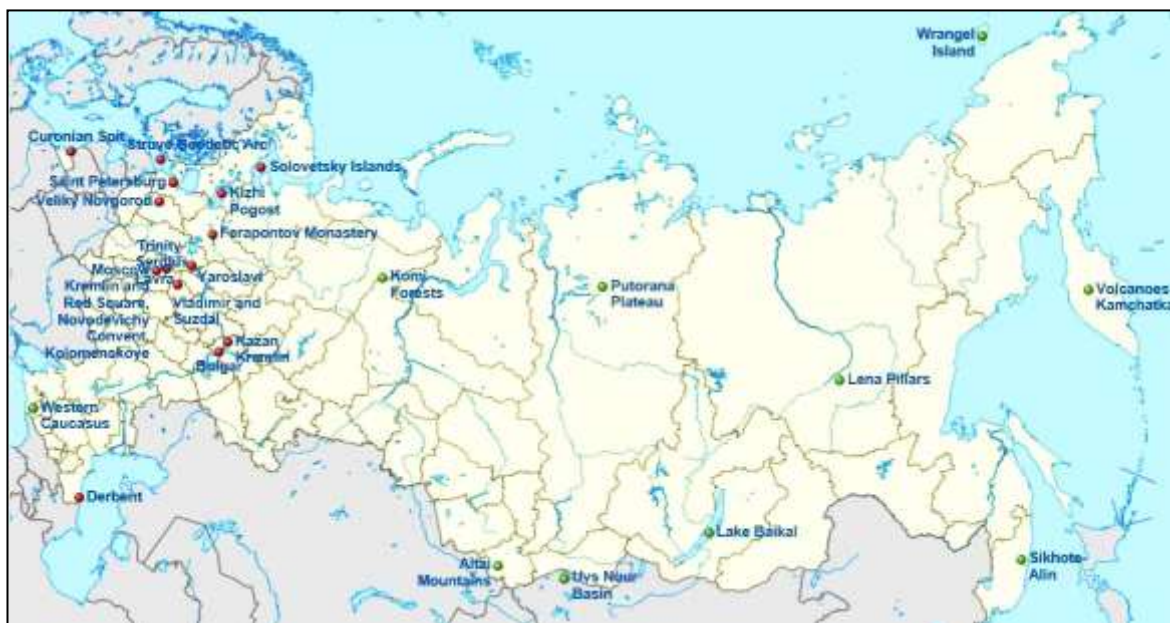 Wrangel
Island
Curonian Spit
Struve Geodetic Arc
Solovetsky Islands
Saint Petersburg
Kizhi
Pogost
Veliky Novgorod
Ferapontov Monastery
Trinity
Sergius
Lavra
Yaroslavl
Moscow
Kremlin and
Red Square,
Novodevichy
Convent,
Kolomenskoye
Vladimir and
Suzdal
Komi
Forests
Putorana
Plateau
Volcanoes
Kamchatka
Kazan
Kremlin
Bolgar
Lena Pillars
Western
Caucasus
Derbent
Lake Baikal
Altai
Mountains
Uvs Nuur
Basin
Sikhote-
Alin